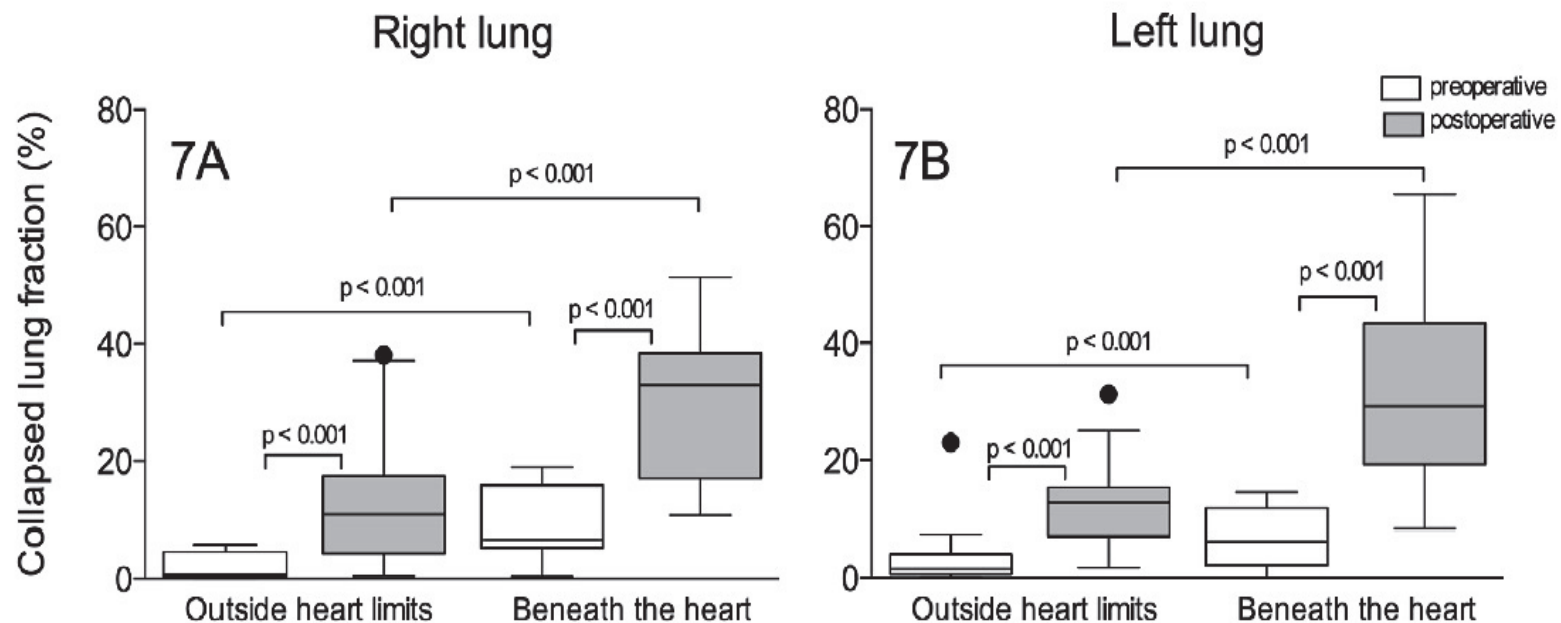 Right lung
Left lung
preoperative
postoperative
Collapsed lung fraction (%)
7A
80
60
40
20
0
p < 0.001
p < 0.001
p < 0.001
p < 0.001
Outside heart limits
Beneath the heart
7B
80
60
40
20
0
p < 0.001
p < 0.001
p < 0.001
p < 0.001
Outside heart limits
Beneath the heart